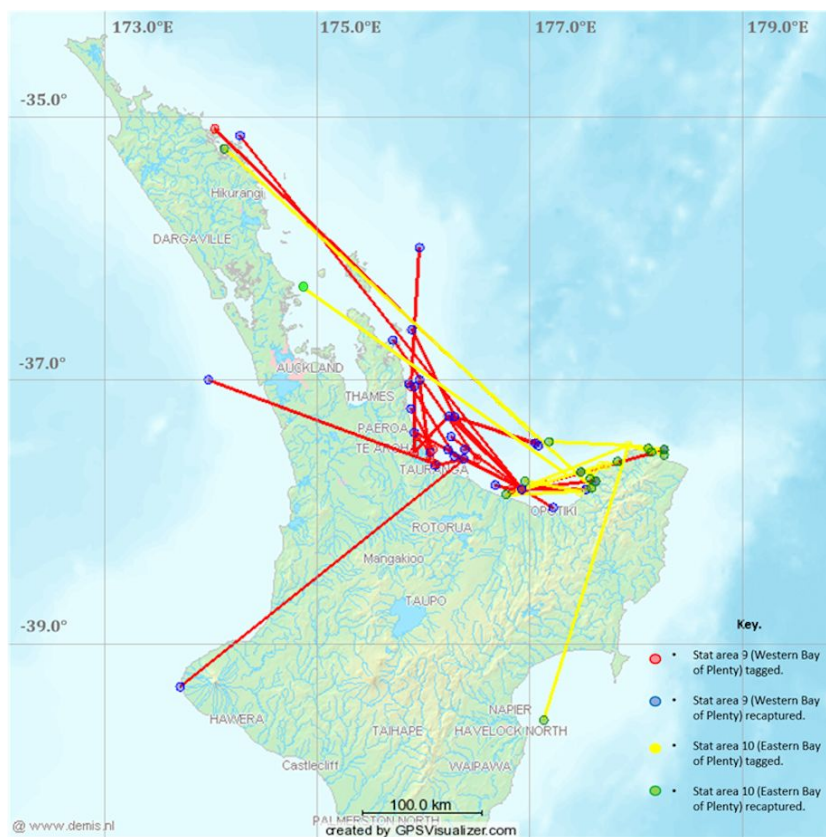 173.0°E
175.0°E
177.0°E
179.0°E
-35.0°
Hikurangi
DARGAVILLE
-37.0°
AUCKLAND
THAMES
PAEROA
TE AROHA
TAURANGA
OPOTIKI
ROTORUA
Mangakino
TAUPO
-39.0°
Key.
• Stat area 9 (Western Bay
of Plenty) tagged.
• Stat area 9 (Western Bay
of Plenty) recaptured.
• Stat area 10 (Eastern Bay
of Plenty) tagged.
• Stat area 10 (Eastern Bay
of Plenty) recaptured.
NAPIER
HAWERA
TAIHAPE
HAVELOCK NORTH
Castlecliff
WAIPAWA
100.0 km
PALMERSTON NORTH
@ www.demis.nl
created by GPSVisualizer.com